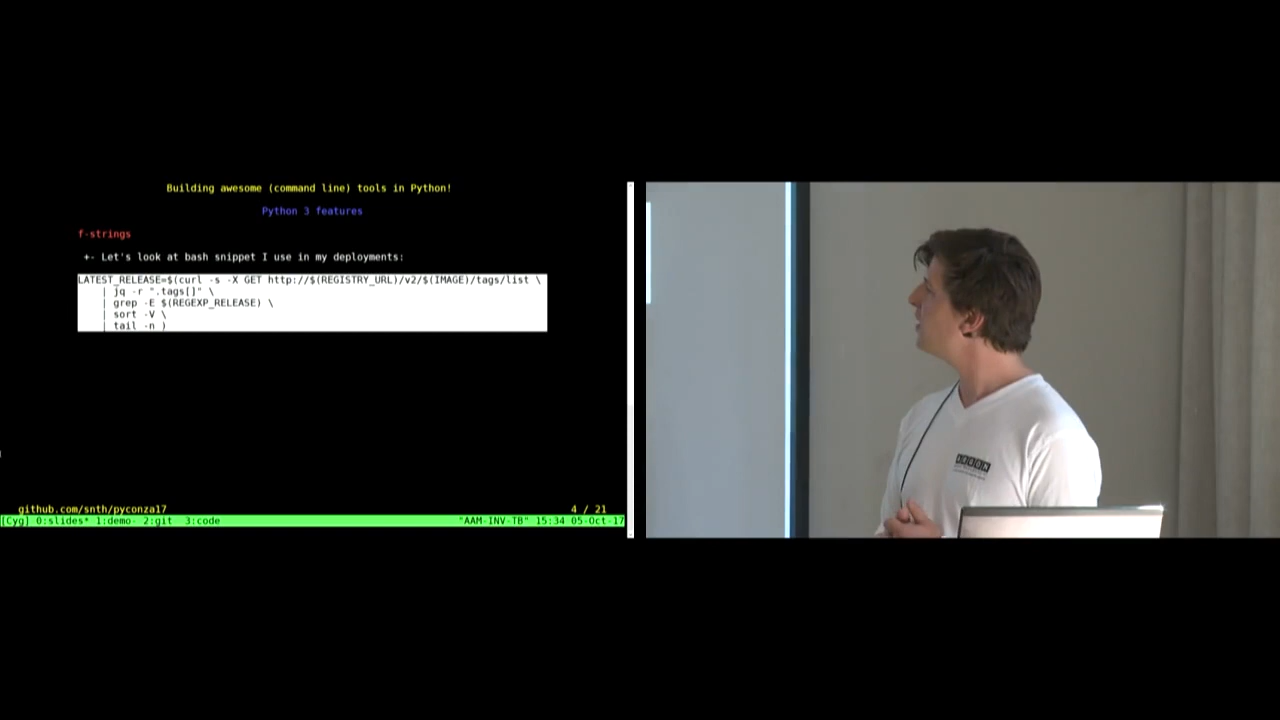 Building awesome (command line) tools in Python!
Python 3 features
f-strings
+- Let's look at bash snippet I use in my deployments:
LATEST_RELEASE=$(curl -s -X GET http://$(REGISTRY_URL)/v2/$(IMAGE)/tags/list \
| jq -r ".tags[]" \
| grep -E $(REGEXP_RELEASE) \
| sort -V \
| tail -n )
github.com/snth/pyconza17 4 / 21
[Cyg] 0:slides* 1:demo- 2:git 3:code "AAM-INV-TB" 15:34 05-Oct-17